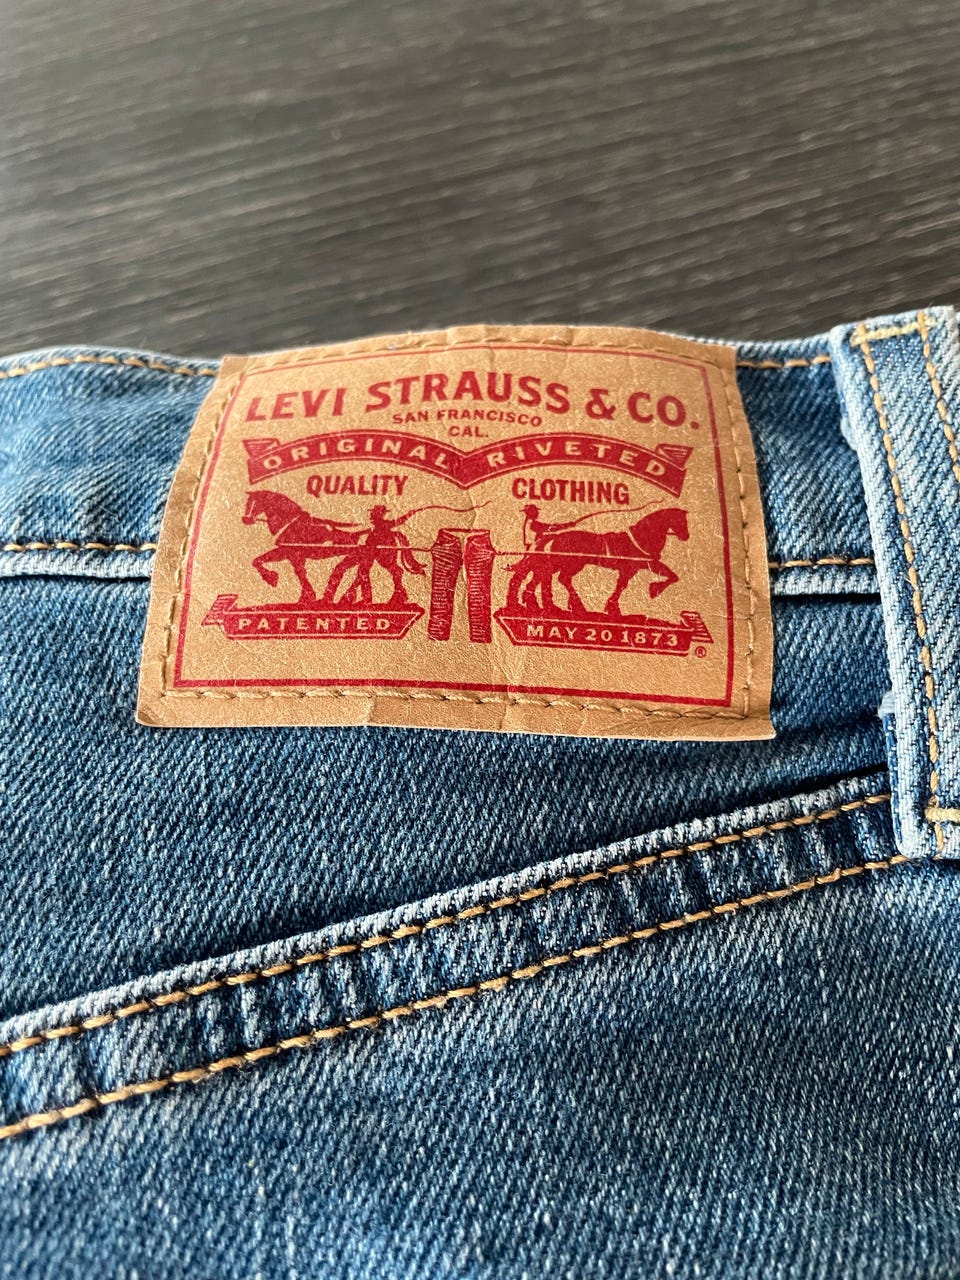 LEVI STRAUSS & CO.
SAN FRANCISCO
CAL.
ORIGINAL RIVETED
QUALITY CLOTHING
PATENTED MAY 20 1873 ®